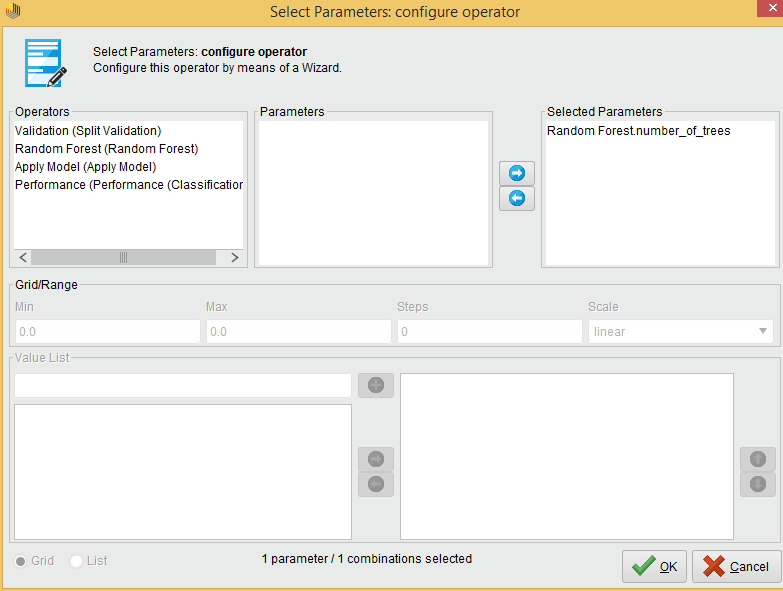 Select Parameters: configure operator
Select Parameters: configure operator
Configure this operator by means of a Wizard.
Operators
Validation (Split Validation)
Random Forest (Random Forest)
Apply Model (Apply Model)
Performance (Performance (Classification
Parameters
Selected Parameters
Random Forest.number_of_trees
Grid/Range
Min
Max
Steps
Scale
0.0
0.0
0
linear
Value List
Grid
List
1 parameter / 1 combinations selected
OK
Cancel